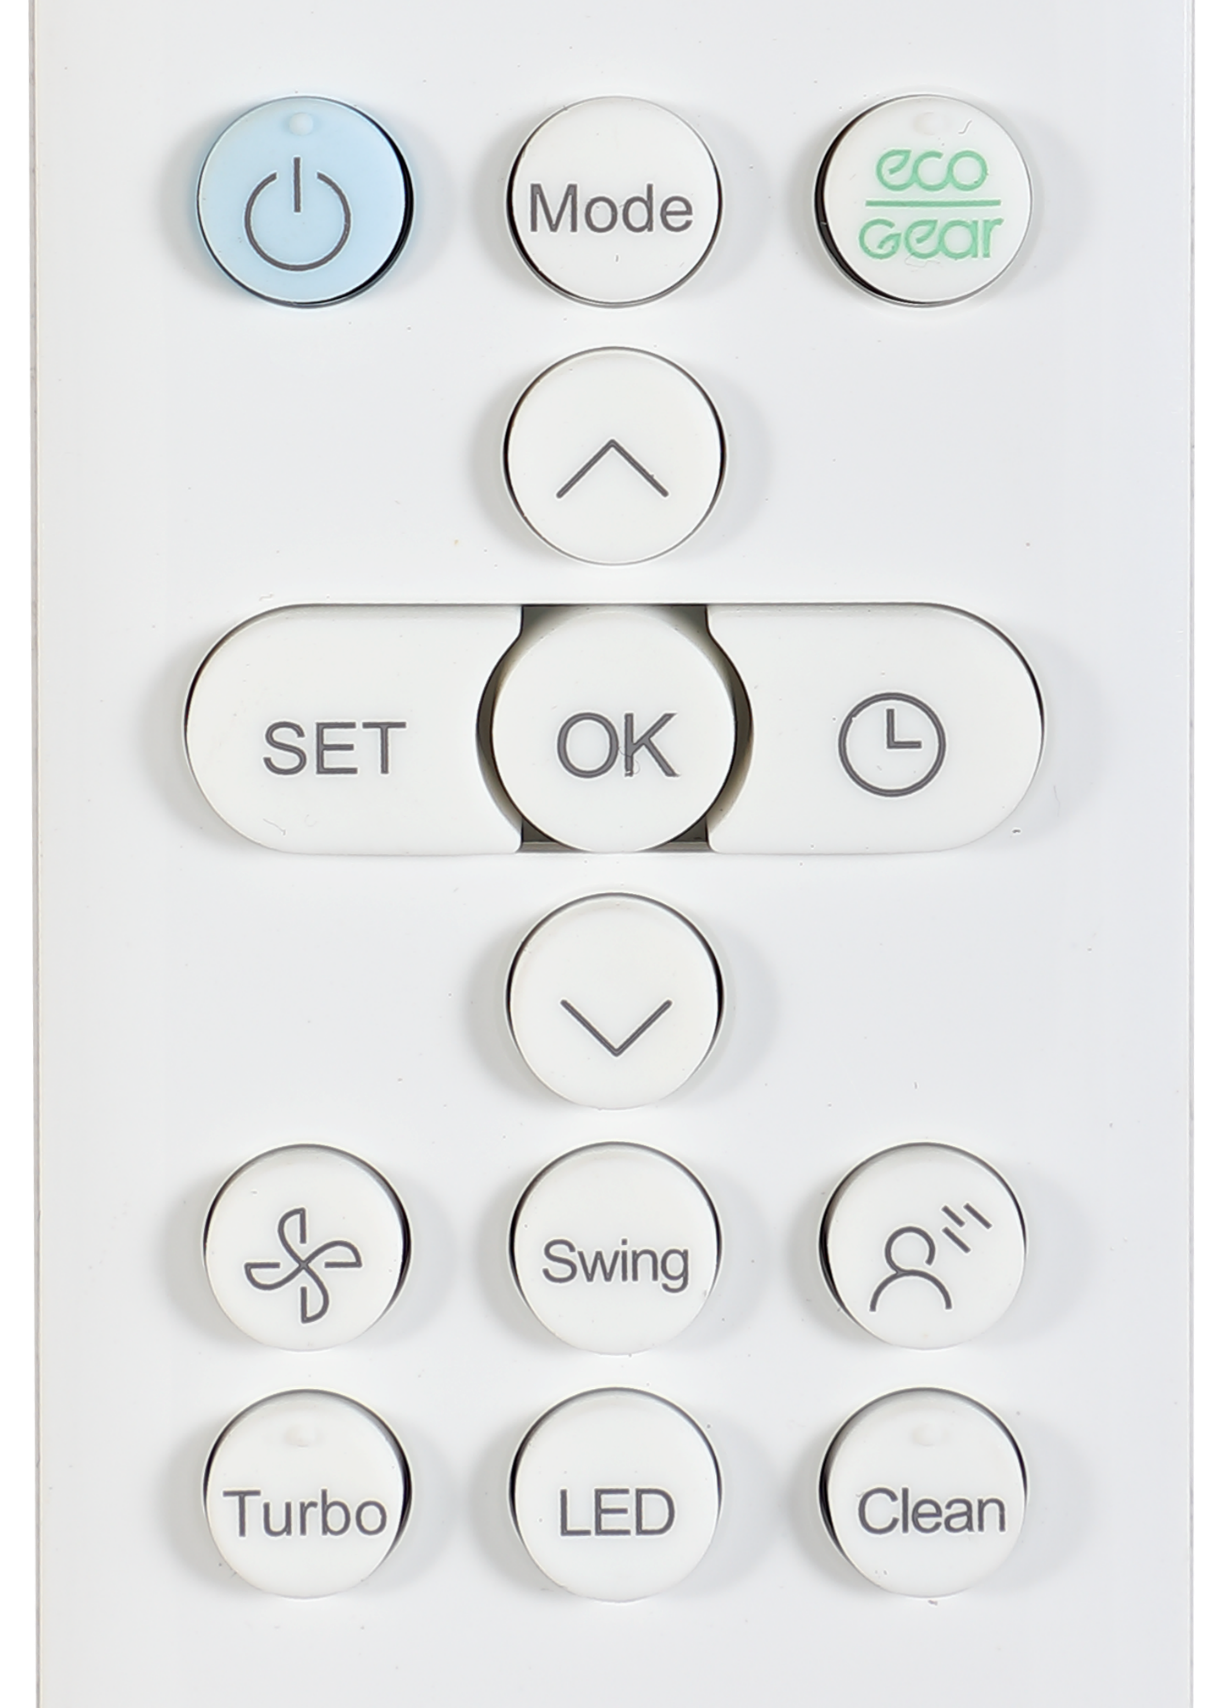 Mode
eco
Gear
SET
OK
Swing
Turbo
LED
Clean